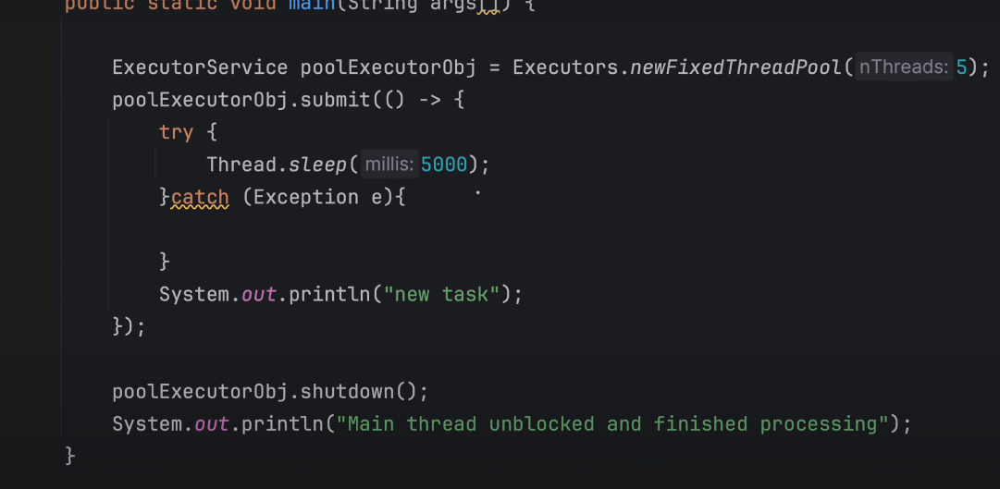 public static void main(String args[]) {
ExecutorService poolExecutorObj = Executors.newFixedThreadPool( nThreads: 5);
poolExecutorObj.submit(() -> {
try {
Thread.sleep( millis: 5000);
}catch (Exception e){
}
System.out.println("new task");
});
poolExecutorObj.shutdown();
System.out.println("Main thread unblocked and finished processing");
}